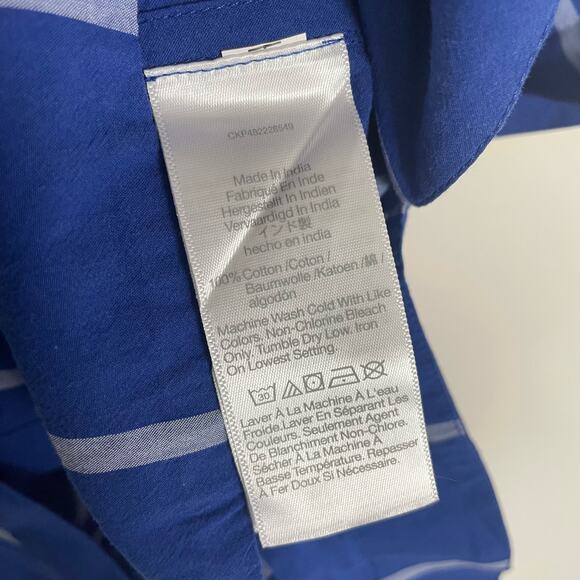 CKP482228549
Made In India
Fabriqué En Inde
Hergestellt In Indien
Vervaardigd In India
インド製
hecho en india
100% Cotton /Coton /
Baumwolle /Katoen /綿 /
algodón
Machine Wash Cold With Like
Colors. Non-Chlorine Bleach
Only. Tumble Dry Low. Iron
On Lowest Setting
30
Laver À La Machine À L'eau
Froide.Laver En Séparant Les
Couleurs. Seulement Agent
De Blanchiment Non-Chlore.
Sécher À La Machine À
Basse Température. Repasser
À Fer Doux Si Nécessaire.